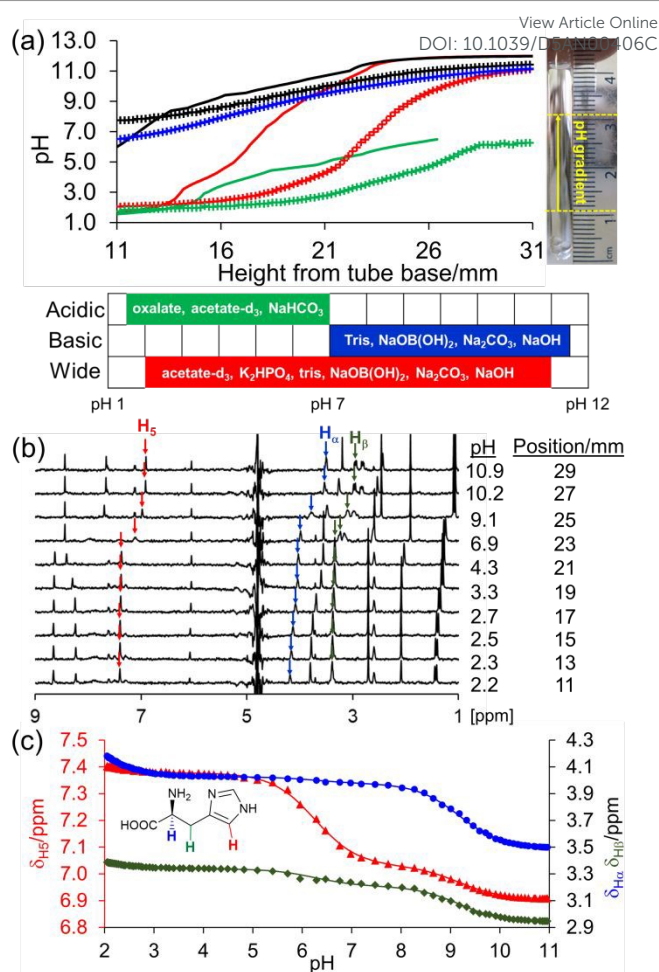 View Article Online
DOI: 10.1039/D5AN00406C
(a)
13.0
11.0
9.0
7.0
5.0
3.0
1.0
pH
11 16 21 26 31
Height from tube base/mm
pH gradient
4
3
2
1
cm
Acidic oxalate, acetate-d₃, NaHCO₃
Basic Tris, NaOB(OH)₂, Na₂CO₃, NaOH
Wide acetate-d₃, K₂HPO₄, tris, NaOB(OH)₂, Na₂CO₃, NaOH
pH 1 pH 7 pH 12
(b)
H₅ Hα Hβ pH Position/mm
10.9 29
10.2 27
9.1 25
6.9 23
4.3 21
3.3 19
2.7 17
2.5 15
2.3 13
2.2 11
9 7 5 3 1
[ppm]
(c)
7.5
7.4
7.3
7.2
7.1
7.0
6.9
6.8
δH5/ppm
NH₂
HOOC
H H H
N
NH
4.3
4.1
3.9
3.7
3.5
3.3
3.1
2.9
δHα δHβ/ppm
2 3 4 5 6 7 8 9 10 11
pH